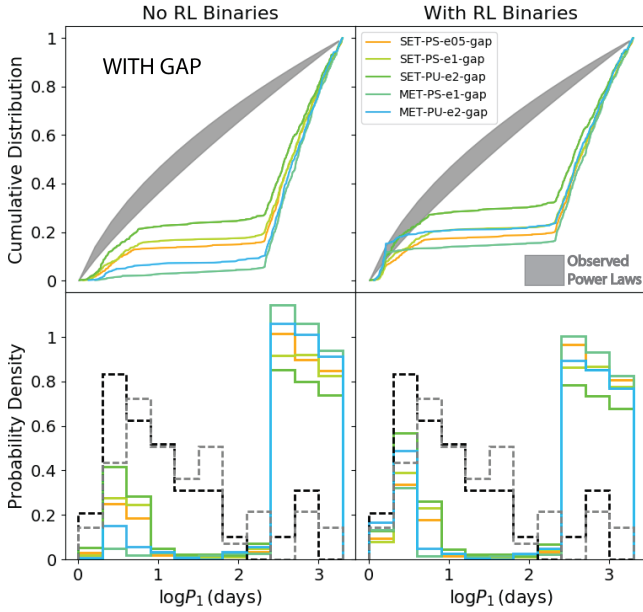 No RL Binaries
With RL Binaries
Cumulative Distribution
1
0.8
0.6
0.4
0.2
0
WITH GAP
SET-PS-e05-gap
SET-PS-e1-gap
SET-PU-e2-gap
MET-PS-e1-gap
MET-PU-e2-gap
Observed
Power Laws
Probability Density
1
0.8
0.6
0.4
0.2
0
0
1
2
3
0
1
2
3
logP₁ (days)
logP₁ (days)